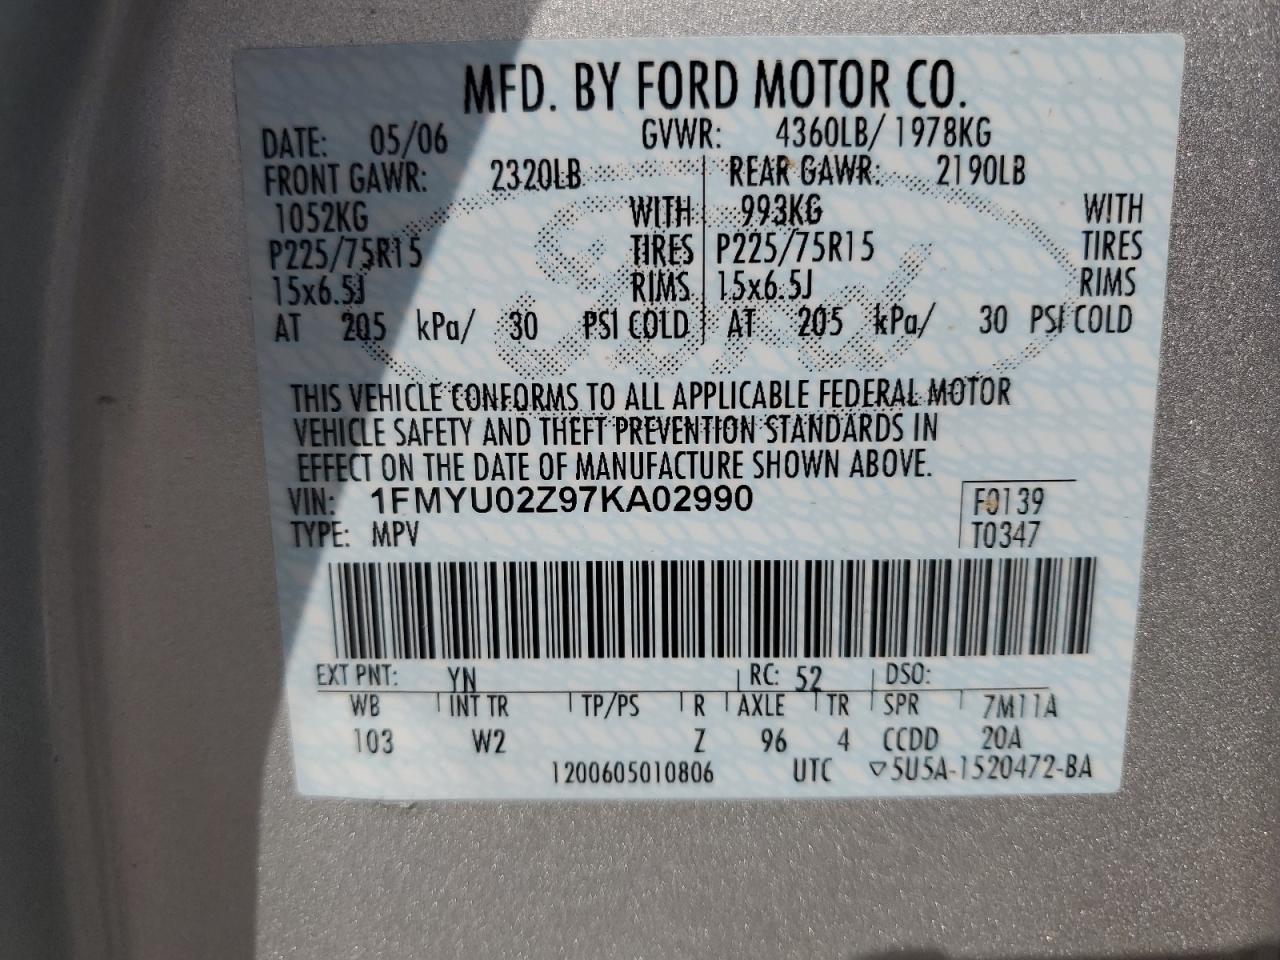 MFD. BY FORD MOTOR CO.
DATE: 05/06 GVWR: 4360LB/ 1978KG
FRONT GAWR: 2320LB REAR GAWR: 2190LB
1052KG WITH 993KG WITH
P225/75R15 TIRES P225/75R15 TIRES
15x6.5J RIMS 15x6.5J RIMS
AT 205 kPa/ 30 PSI COLD AT 205 kPa/ 30 PSI COLD
Ford
THIS VEHICLE CONFORMS TO ALL APPLICABLE FEDERAL MOTOR
VEHICLE SAFETY AND THEFT PREVENTION STANDARDS IN
EFFECT ON THE DATE OF MANUFACTURE SHOWN ABOVE.
VIN: 1FMYU02Z97KA02990 F0139
TYPE: MPV T0347
EXT PNT: YN RC: 52 DSO:
WB INT TR TP/PS R AXLE TR SPR 7M11A
103 W2 Z 96 4 CCDD 20A
1200605010806 UTC ▽5U5A-1520472-BA